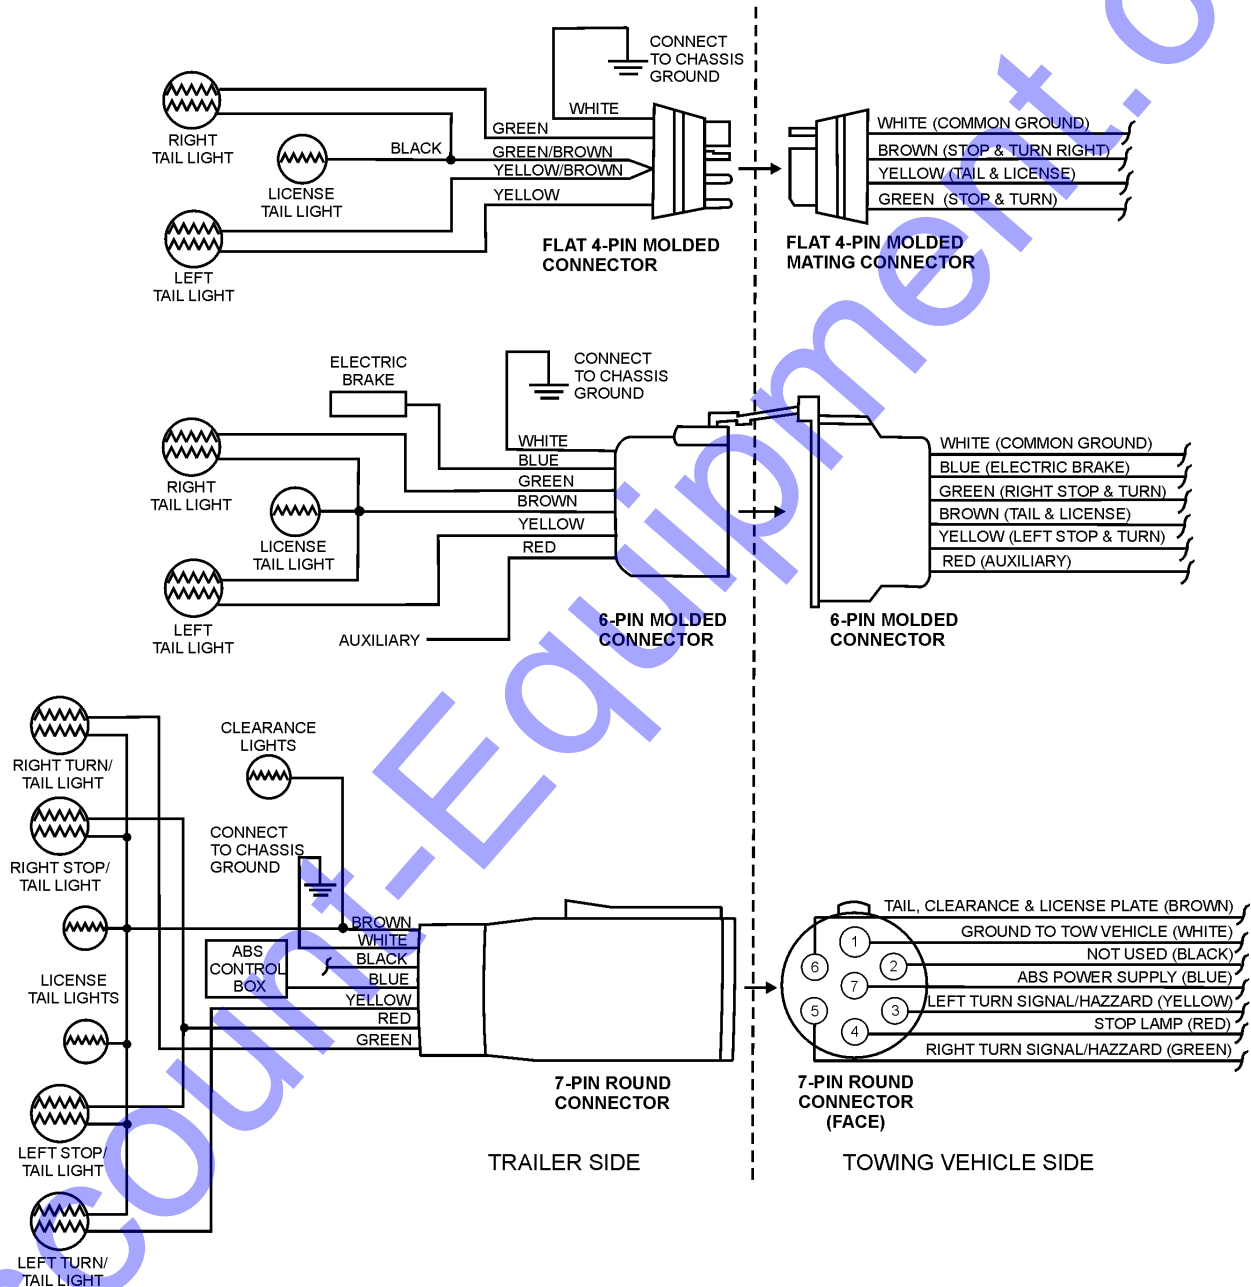 CONNECT
TO CHASSIS
GROUND
WHITE
GREEN
RIGHT
TAIL LIGHT
BLACK
GREEN/BROWN
YELLOW/BROWN
YELLOW
LICENSE
TAIL LIGHT
LEFT
TAIL LIGHT
FLAT 4-PIN MOLDED
CONNECTOR
WHITE (COMMON GROUND)
BROWN (STOP & TURN RIGHT)
YELLOW (TAIL & LICENSE)
GREEN (STOP & TURN)
FLAT 4-PIN MOLDED
MATING CONNECTOR
ELECTRIC
BRAKE
CONNECT
TO CHASSIS
GROUND
WHITE
BLUE
GREEN
BROWN
YELLOW
RED
RIGHT
TAIL LIGHT
LICENSE
TAIL LIGHT
LEFT
TAIL LIGHT
AUXILIARY
6-PIN MOLDED
CONNECTOR
WHITE (COMMON GROUND)
BLUE (ELECTRIC BRAKE)
GREEN (RIGHT STOP & TURN)
BROWN (TAIL & LICENSE)
YELLOW (LEFT STOP & TURN)
RED (AUXILIARY)
6-PIN MOLDED
CONNECTOR
RIGHT TURN/
TAIL LIGHT
CLEARANCE
LIGHTS
RIGHT STOP/
TAIL LIGHT
CONNECT
TO CHASSIS
GROUND
BROWN
WHITE
BLACK
BLUE
YELLOW
RED
GREEN
ABS
CONTROL
BOX
LICENSE
TAIL LIGHTS
LEFT STOP/
TAIL LIGHT
LEFT TURN/
TAIL LIGHT
7-PIN ROUND
CONNECTOR
TAIL, CLEARANCE & LICENSE PLATE (BROWN)
GROUND TO TOW VEHICLE (WHITE)
NOT USED (BLACK)
ABS POWER SUPPLY (BLUE)
LEFT TURN SIGNAL/HAZZARD (YELLOW)
STOP LAMP (RED)
RIGHT TURN SIGNAL/HAZZARD (GREEN)
1
6
2
7
5
3
4
7-PIN ROUND
CONNECTOR
(FACE)
TRAILER SIDE
TOWING VEHICLE SIDE
count-Equipment.c